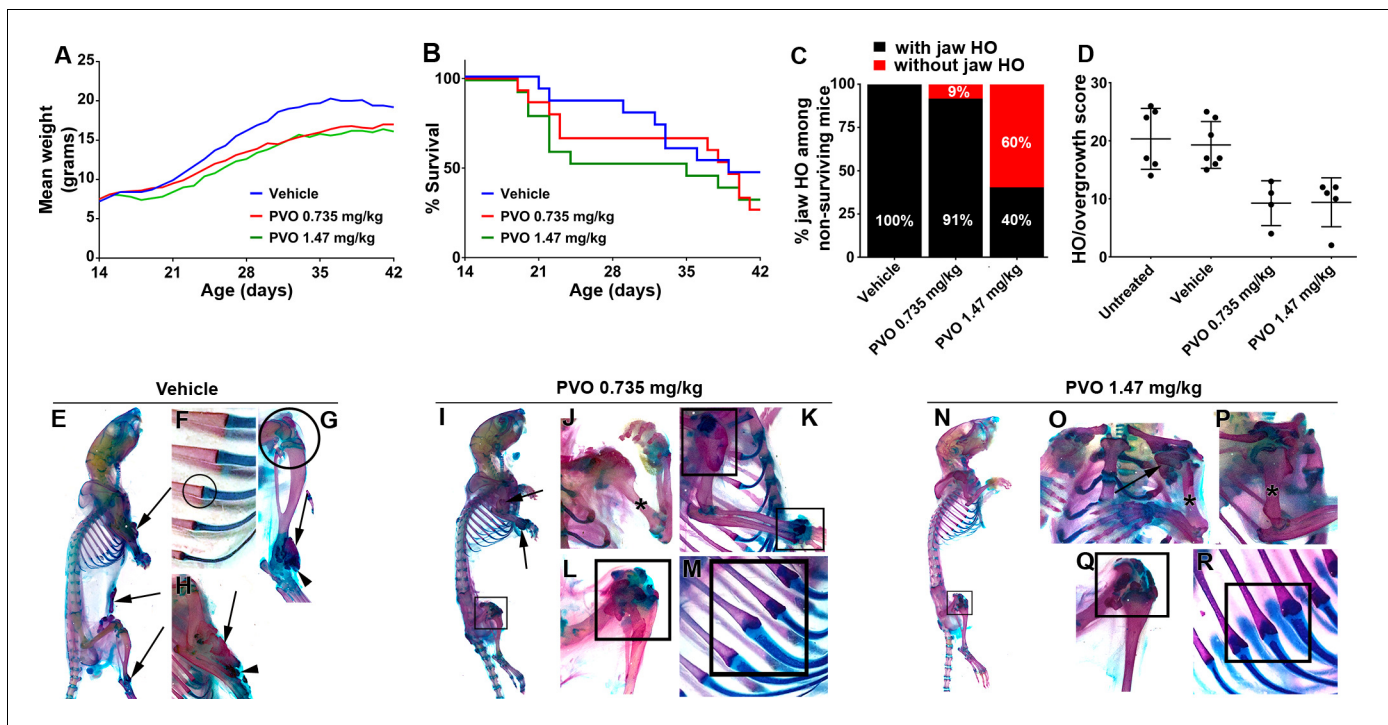 A
Mean weight
(grams)
25
20
15
10
5
0
14 21 28 35 42
Age (days)
Vehicle
PVO 0.735 mg/kg
PVO 1.47 mg/kg
B
% Survival
100
50
0
14 21 28 35 42
Age (days)
Vehicle
PVO 0.735 mg/kg
PVO 1.47 mg/kg
C
with jaw HO
without jaw HO
% jaw HO among
non-surviving mice
100
75
50
25
0
9%
60%
100%
91%
40%
Vehicle
PVO 0.735 mg/kg
PVO 1.47 mg/kg
D
HO/overgrowth score
30
20
10
0
Untreated
Vehicle
PVO 0.735 mg/kg
PVO 1.47 mg/kg
Vehicle
E
F
G
H
PVO 0.735 mg/kg
I
J
*
K
L
M
PVO 1.47 mg/kg
N
O
*
P
*
Q
R